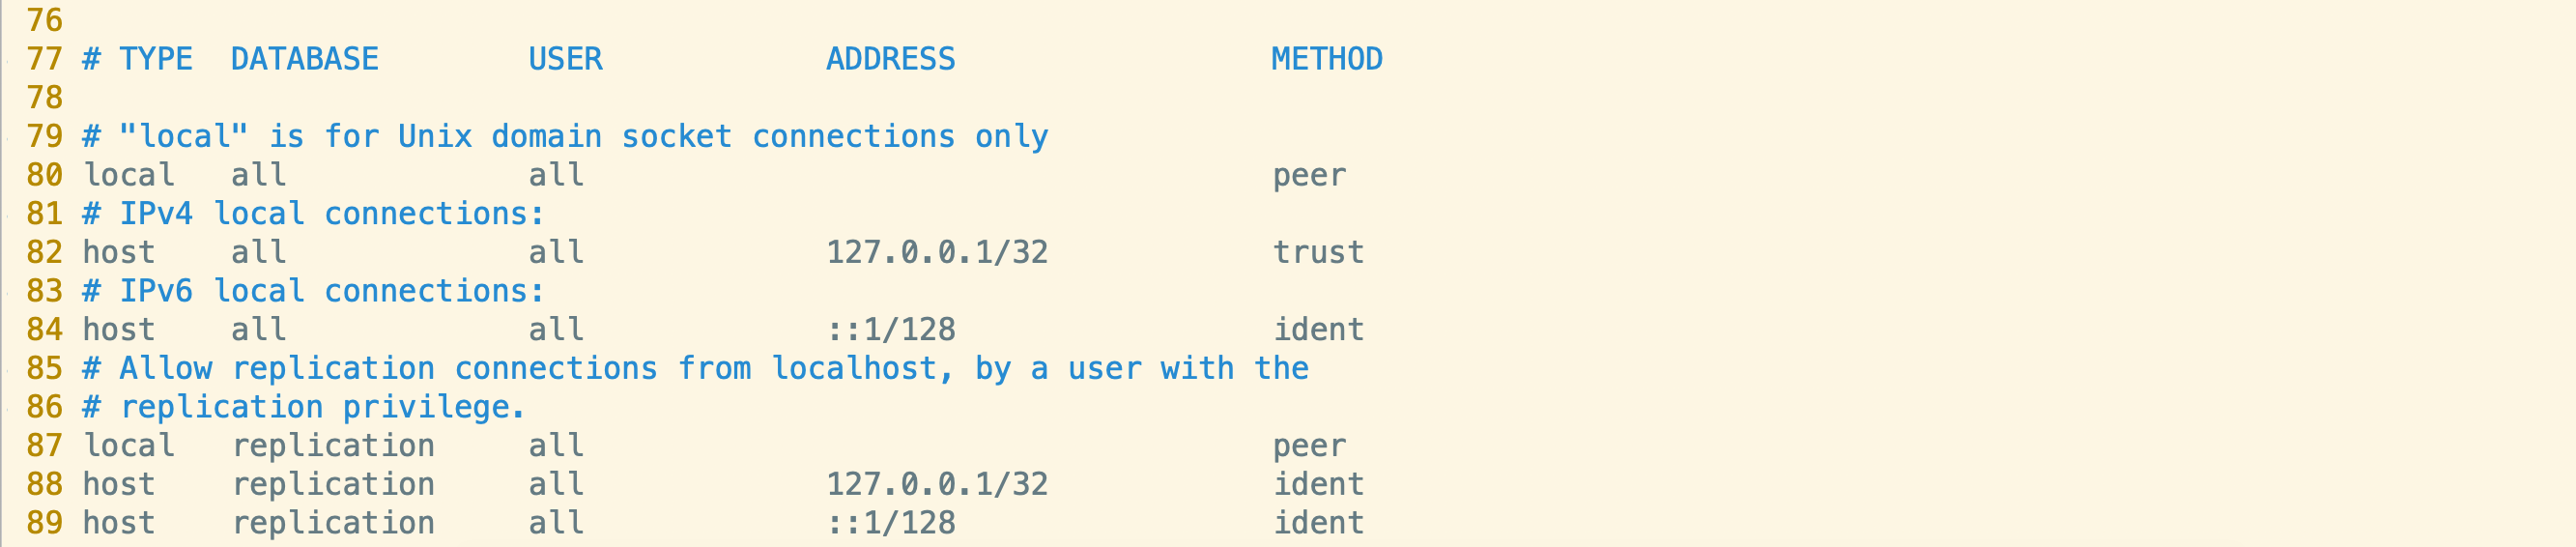 76
77 # TYPE  DATABASE        USER            ADDRESS                 METHOD
78
79 # "local" is for Unix domain socket connections only
80 local   all             all                                     peer
81 # IPv4 local connections:
82 host    all             all             127.0.0.1/32            trust
83 # IPv6 local connections:
84 host    all             all             ::1/128                 ident
85 # Allow replication connections from localhost, by a user with the
86 # replication privilege.
87 local   replication     all                                     peer
88 host    replication     all             127.0.0.1/32            ident
89 host    replication     all             ::1/128                 ident